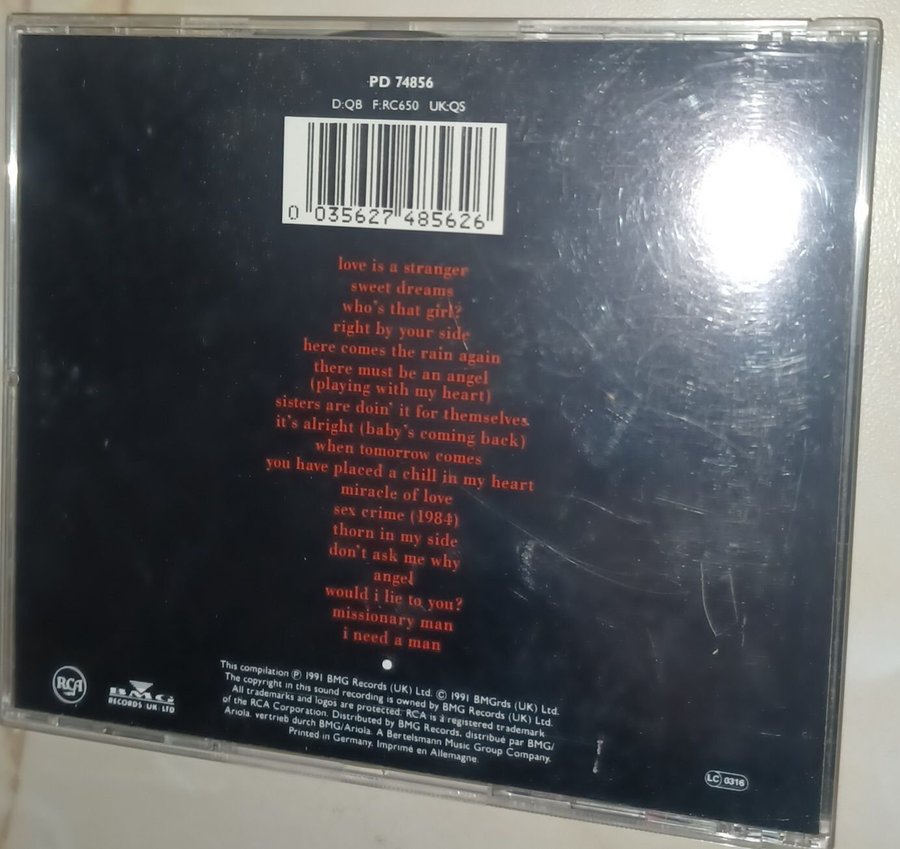 PD 74856
D:QB F:RC650 UK:QS
0 035627 485626
love is a stranger
sweet dreams
who's that girl?
right by your side
here comes the rain again
there must be an angel
(playing with my heart)
sisters are doin' it for themselves
it's alright (baby's coming back)
when tomorrow comes
you have placed a chill in my heart
miracle of love
sex crime (1984)
thorn in my side
don't ask me why
angel
would i lie to you?
missionary man
i need a man
This compilation ℗ 1991 BMG Records (UK) Ltd. © 1991 BMGrds (UK) Ltd.
The copyright in this sound recording is owned by BMG Records (UK) Ltd.
All trademarks and logos are protected. RCA is a registered trademark
of the RCA Corporation. Distributed by BMG Records, distribué par BMG/
Ariola, vertrieb durch BMG/Ariola. A Bertelsmann Music Group Company.
Printed in Germany. Imprimé en Allemagne.
RCA
BMG
RECORDS UK LTD
LC 0316